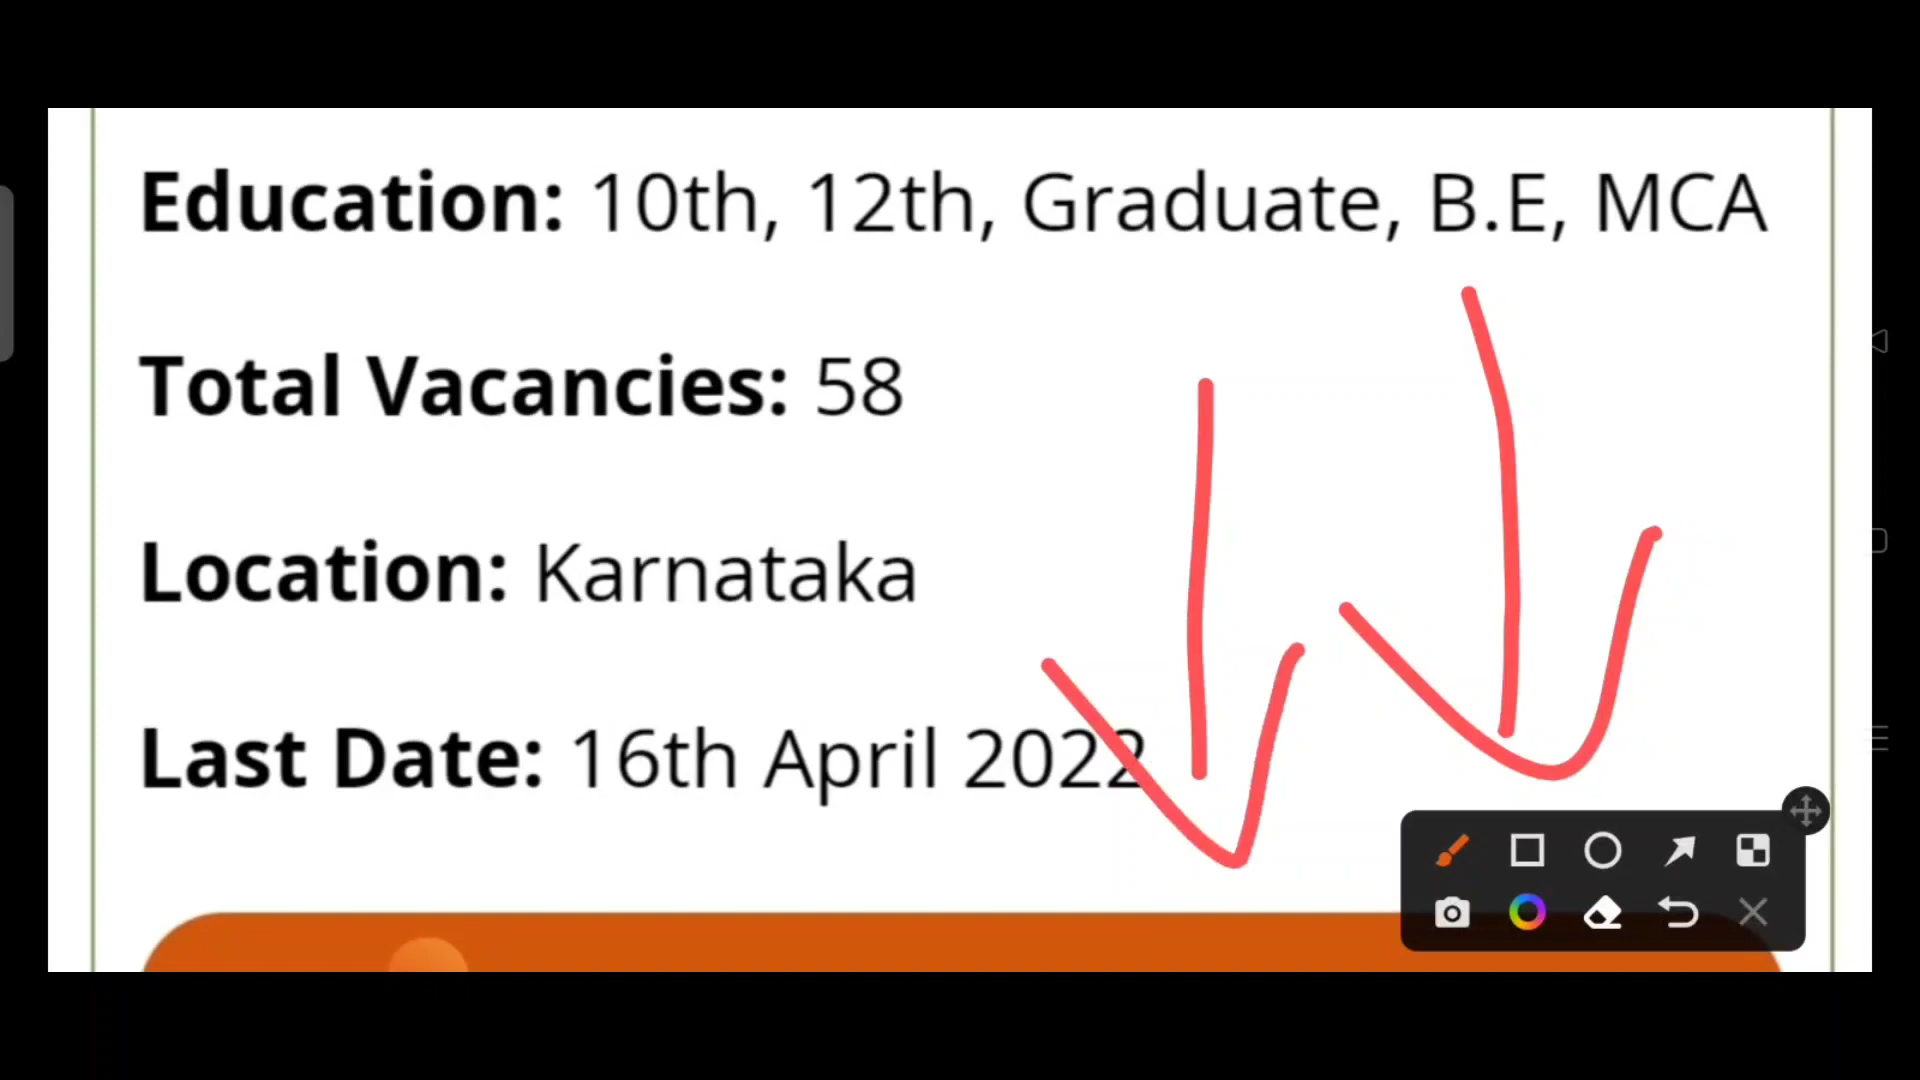 Education: 10th, 12th, Graduate, B.E, MCA
Total Vacancies: 58
Location: Karnataka
Last Date: 16th April 2022